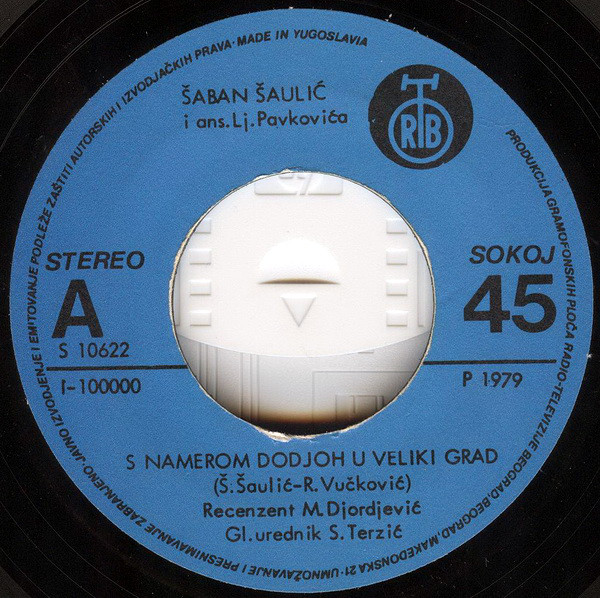 ŠABAN ŠAULIĆ
i ans. Lj. Pavkovića
RTB
STEREO
A
S 10622
I-100000
SOKOJ
45
P 1979
S NAMEROM DODJOH U VELIKI GRAD
(Š.Šaulić-R.Vučković)
Recenzent M.Djordjević
Gl.urednik S.Terzić
PRODUKCIJA GRAMOFONSKIH PLOČA RADIO-TELEVIZIJE BEOGRAD, BEOGRAD, MAKEDONSKA 21 · UMNOŽAVANJE I PRESNIMAVANJE ZABRANJENO. JAVNO IZVODJENJE I EMITOVANJE PODLEŽE ZAŠTITI AUTORSKIH I IZVODJAČKIH PRAVA · MADE IN YUGOSLAVIA